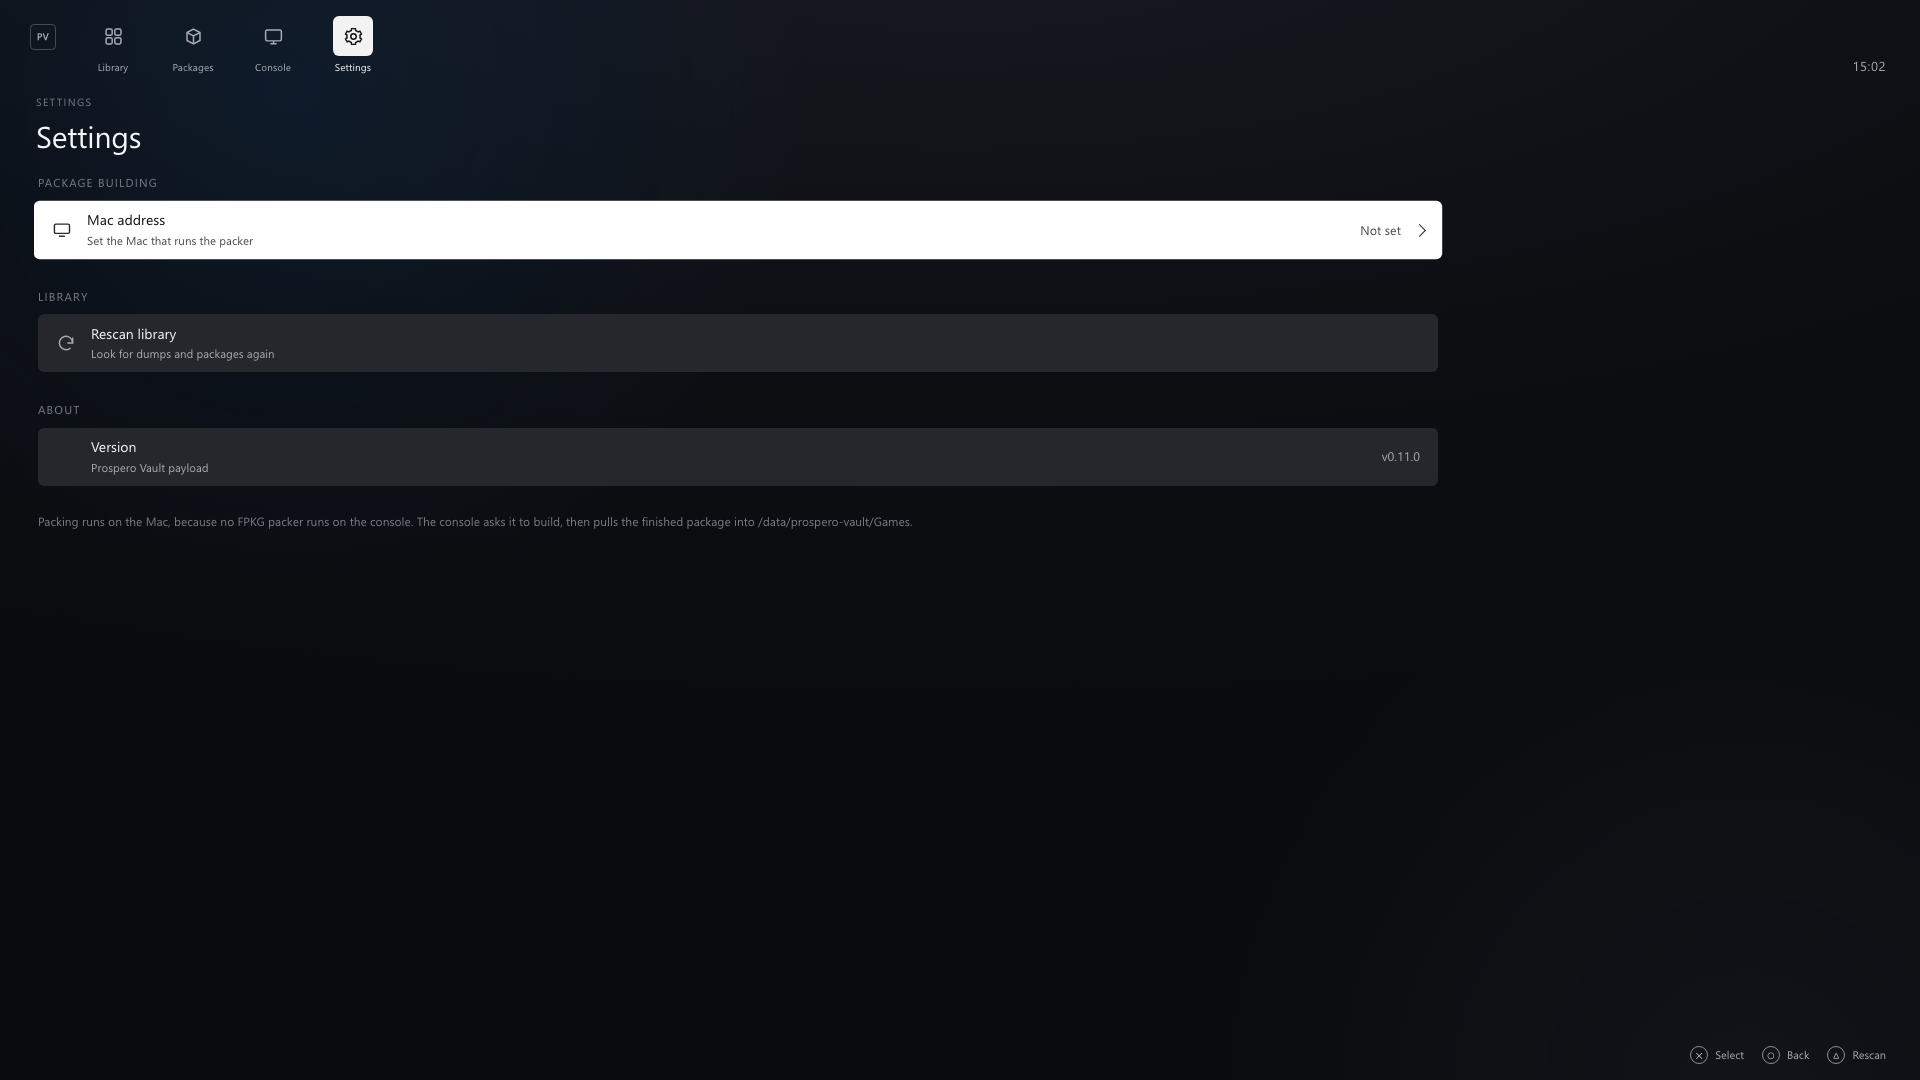 PV
Library
Packages
Console
Settings
15:02
SETTINGS
Settings
PACKAGE BUILDING
Mac address
Set the Mac that runs the packer
Not set
LIBRARY
Rescan library
Look for dumps and packages again
ABOUT
Version
Prospero Vault payload
v0.11.0
Packing runs on the Mac, because no FPKG packer runs on the console. The console asks it to build, then pulls the finished package into /data/prospero-vault/Games.
Select
Back
Rescan